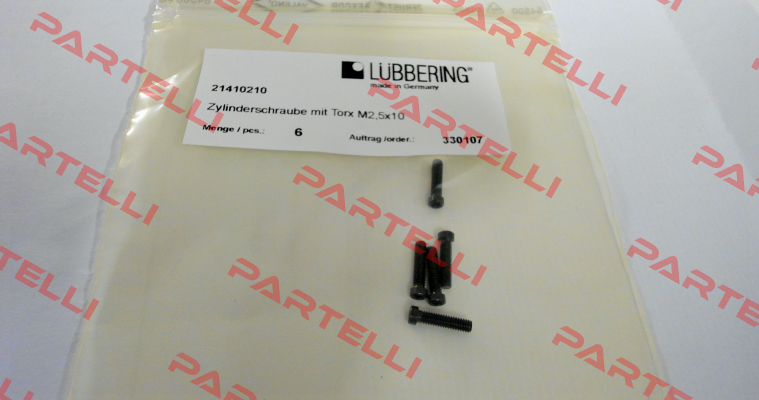 LÜBBERING
made in Germany
21410210
Zylinderschraube mit Torx M2,5x10
Menge / pcs.: 6 Auftrag /order.: 330107
PARTELLI
PARTELLI
PARTELLI
PARTELLI
PARTELLI
PARTELLI
PARTELLI
PARTELLI
PARTELLI